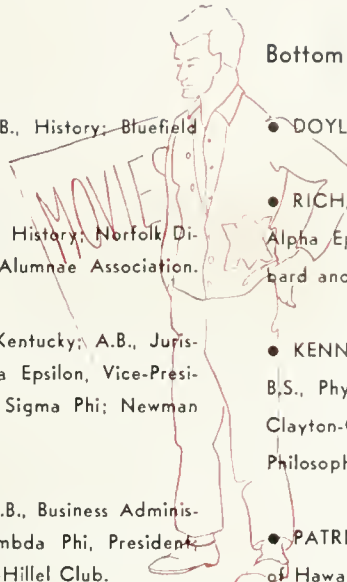 B., History; Bluefield
History; Norfolk Di-
Alumnae Association.
Kentucky; A.B., Juris-
a Epsilon, Vice-Presi-
Sigma Phi; Newman
.B., Business Adminis-
mbda Phi, President;
-Hillel Club.
MOVIES
Bottom
• DOYL
• RICH
Alpha Ep
bard and
• KENN
B.S., Phy
Clayton-
Philosoph
• PATRI
of Hawa